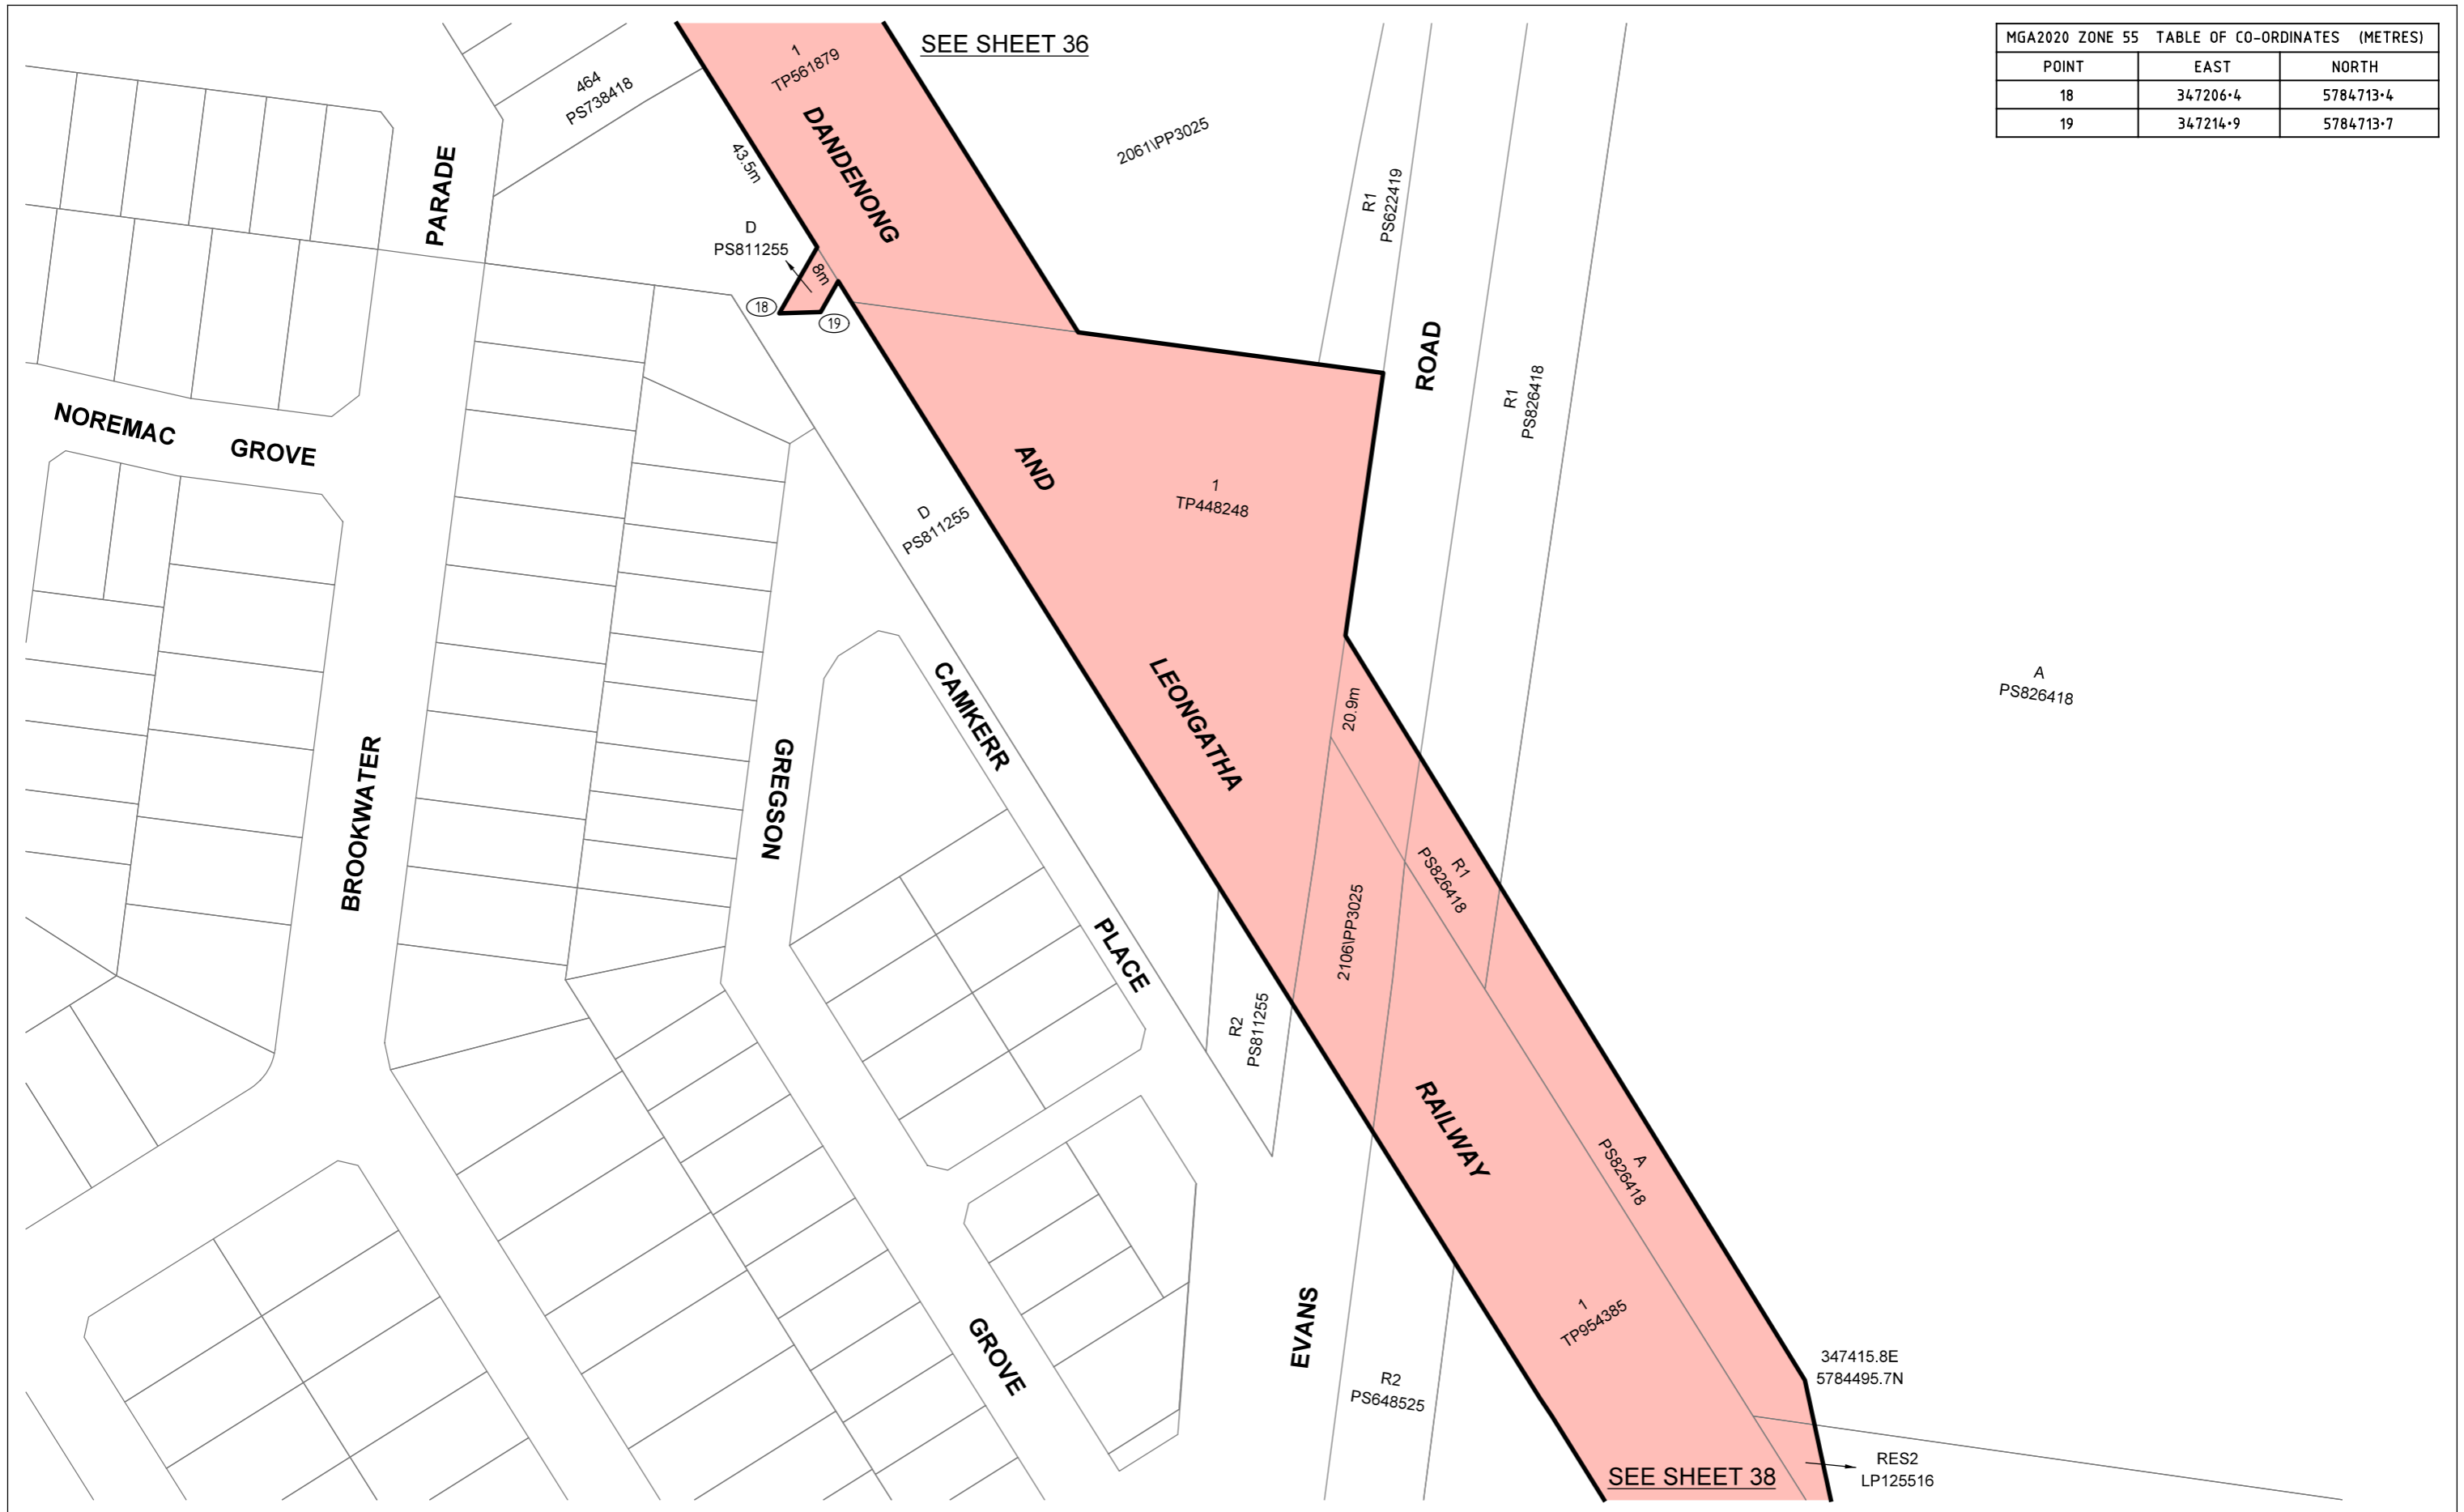 SEE SHEET 36
MGA2020 ZONE 55 TABLE OF CO-ORDINATES (METRES)
POINT EAST NORTH
18 347206·4 5784713·4
19 347214·9 5784713·7
1
TP561879
464
PS738418
DANDENONG
43.5m
2061\PP3025
PARADE
R1
PS622419
D
PS811255
8m
18
19
ROAD
R1
PS826418
NOREMAC GROVE
AND
1
TP448248
D
PS811255
A
PS826418
CAMKERR
LEONGATHA
20.9m
GREGSON
BROOKWATER
R1
PS826418
2106\PP3025
PLACE
R2
PS811255
RAILWAY
A
PS826418
EVANS
1
TP954385
GROVE
347415.8E
5784495.7N
R2
PS648525
SEE SHEET 38
RES2
LP125516